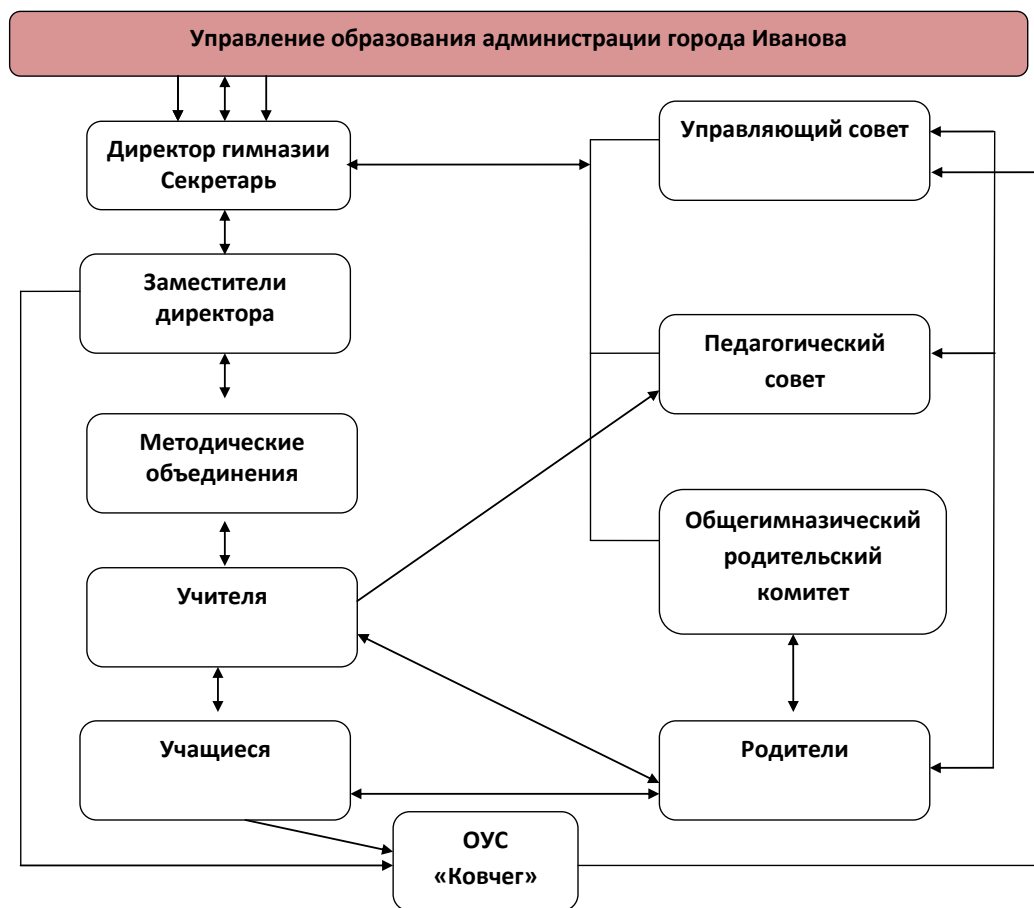 Управление образования администрации города Иванова
Директор гимназии
Секретарь
Управляющий совет
Заместители
директора
Педагогический
совет
Методические
объединения
Общегимназический
родительский
комитет
Учителя
Учащиеся
Родители
ОУС
«Ковчег»